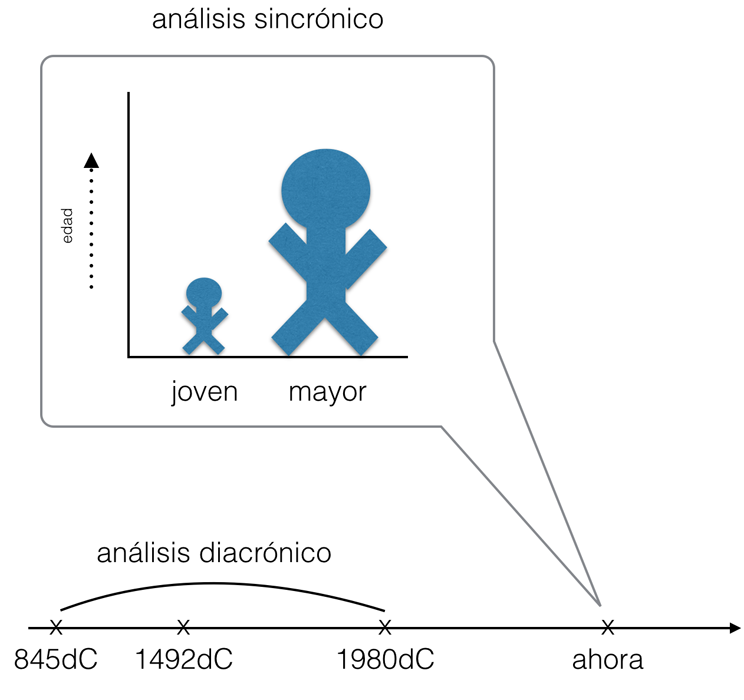 análisis sincrónico
edad
joven mayor
análisis diacrónico
X X X X
845dC 1492dC 1980dC ahora